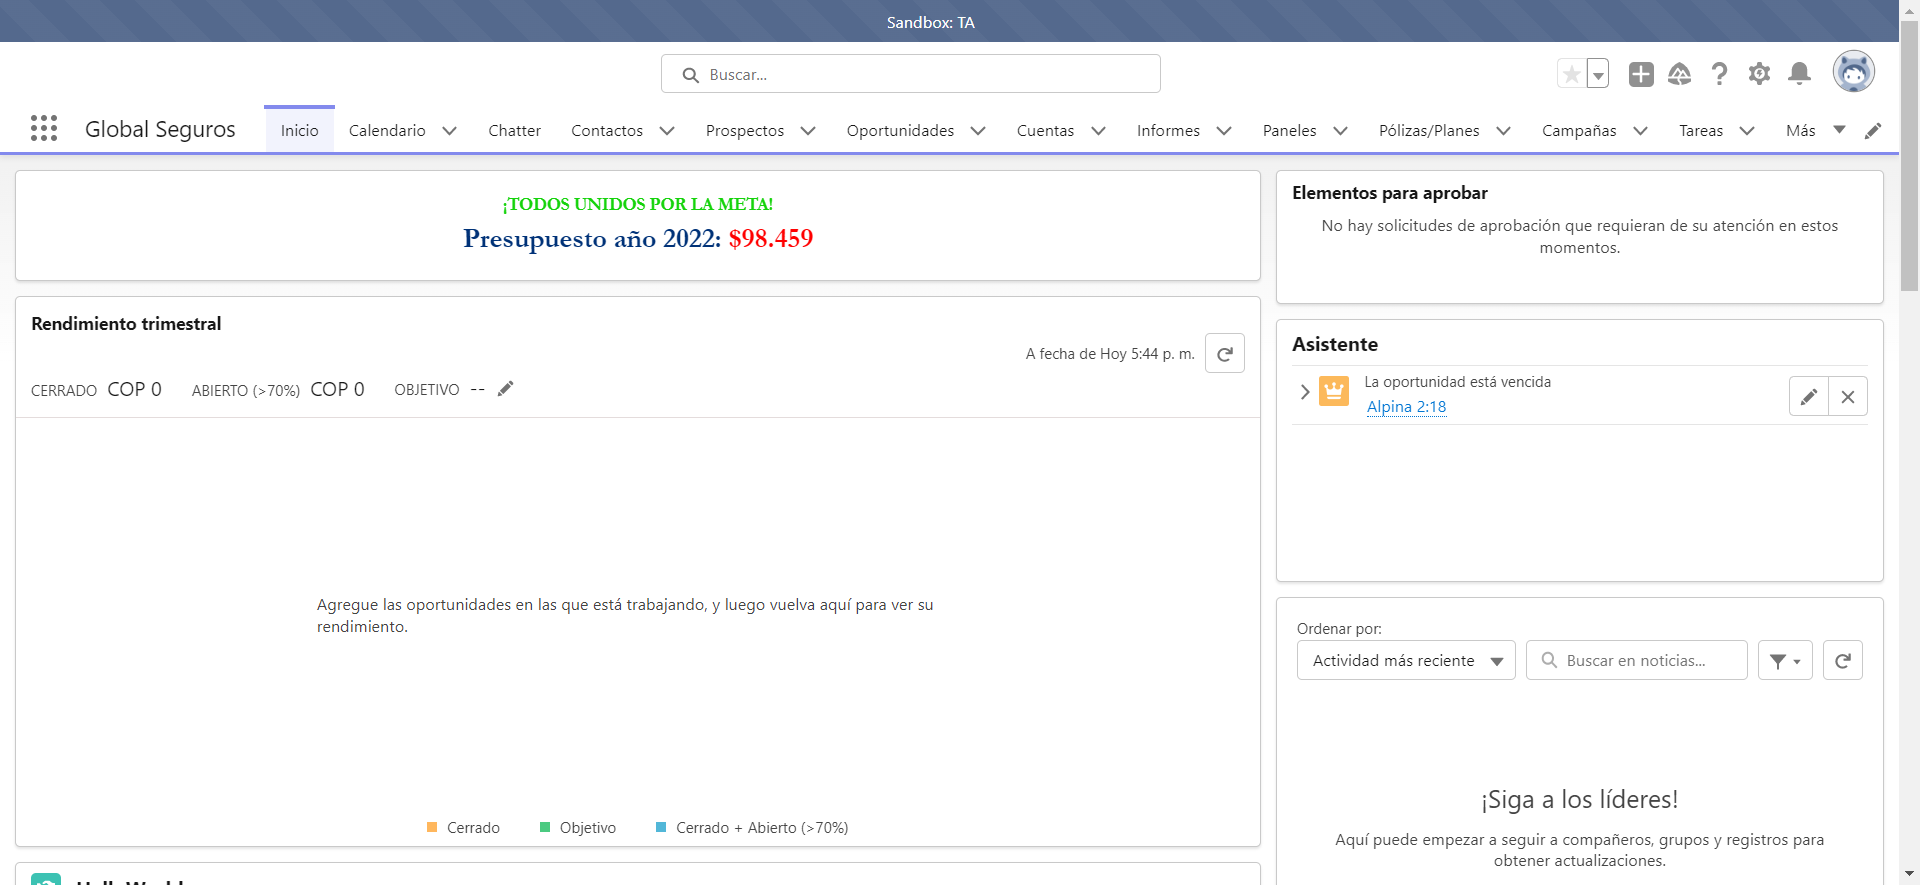 Sandbox: TA
Buscar...
Global Seguros
Inicio
Calendario
Chatter
Contactos
Prospectos
Oportunidades
Cuentas
Informes
Paneles
Pólizas/Planes
Campañas
Tareas
Más
¡TODOS UNIDOS POR LA META!
Presupuesto año 2022: $98.459
Rendimiento trimestral
A fecha de Hoy 5:44 p. m.
CERRADO COP 0 ABIERTO (>70%) COP 0 OBJETIVO --
Agregue las oportunidades en las que está trabajando, y luego vuelva aquí para ver su
rendimiento.
Cerrado
Objetivo
Cerrado + Abierto (>70%)
Elementos para aprobar
No hay solicitudes de aprobación que requieran de su atención en estos
momentos.
Asistente
La oportunidad está vencida
Alpina 2:18
Ordenar por:
Actividad más reciente
Buscar en noticias...
¡Siga a los líderes!
Aquí puede empezar a seguir a compañeros, grupos y registros para
obtener actualizaciones.